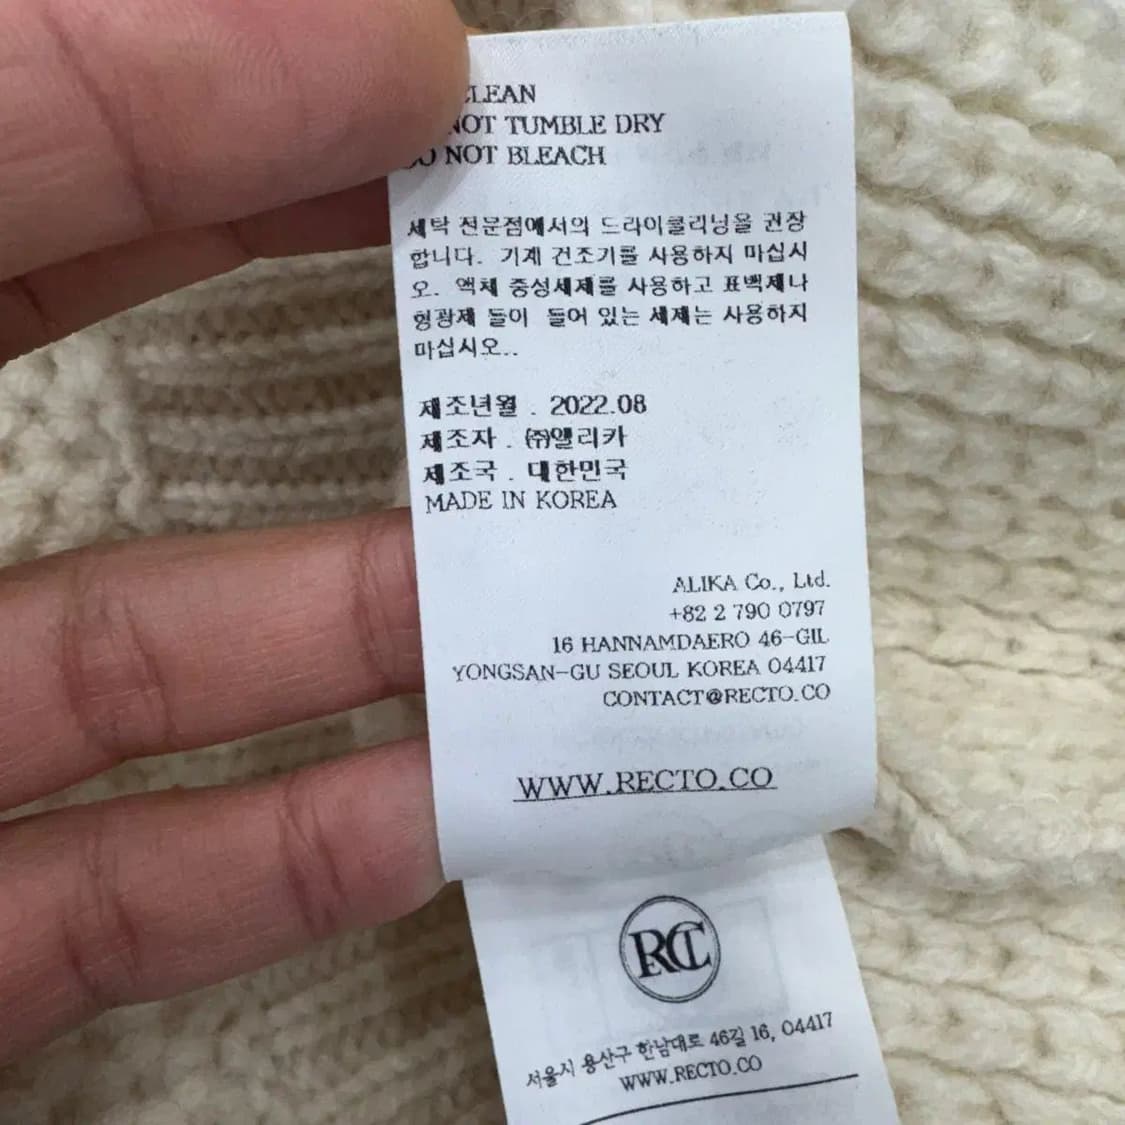 CLEAN
NOT TUMBLE DRY
DO NOT BLEACH
세탁 전문점에서의 드라이클리닝을 권장
합니다. 기계 건조기를 사용하지 마십시
오. 액체 중성세제를 사용하고 표백제나
형광제 들이 들어 있는 세제는 사용하지
마십시오..
제조년월 . 2022.08
제조자 . ㈜앨리카
제조국 . 대한민국
MADE IN KOREA
ALIKA Co., Ltd.
+82 2 790 0797
16 HANNAMDAERO 46-GIL
YONGSAN-GU SEOUL KOREA 04417
CONTACT@RECTO.CO
WWW.RECTO.CO
RCT
서울시 용산구 한남대로 46길 16, 04417
WWW.RECTO.CO